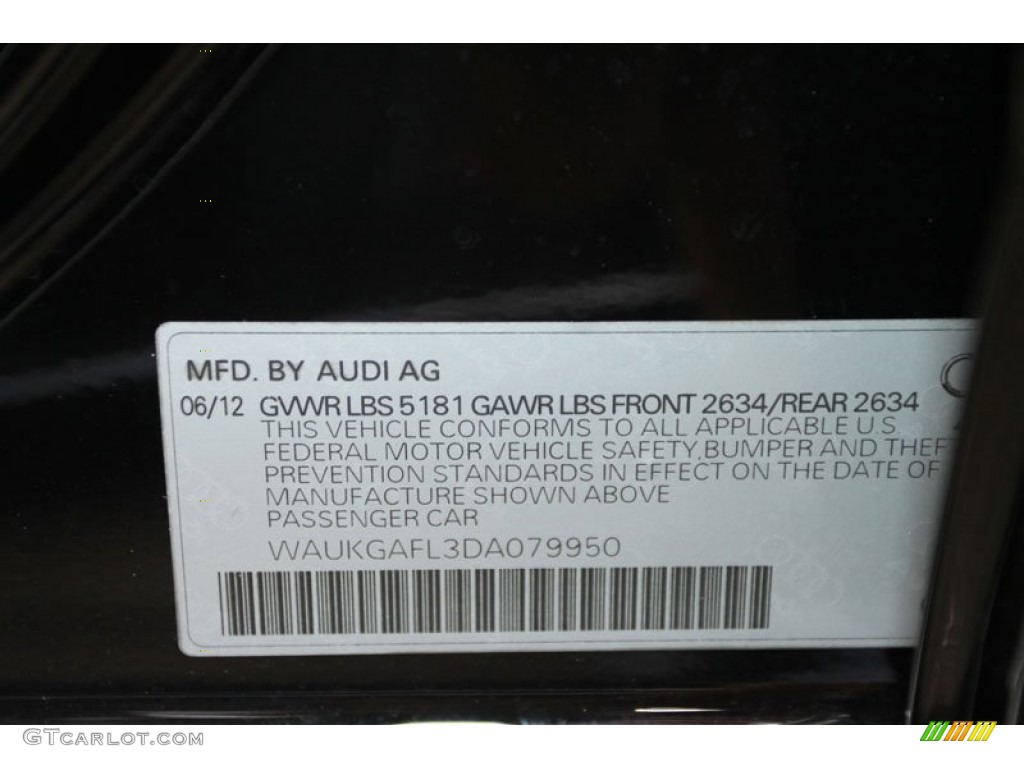 MFD. BY AUDI AG
06/12 GVWR LBS 5181 GAWR LBS FRONT 2634/REAR 2634
THIS VEHICLE CONFORMS TO ALL APPLICABLE U.S.
FEDERAL MOTOR VEHICLE SAFETY,BUMPER AND THEF
PREVENTION STANDARDS IN EFFECT ON THE DATE OF
MANUFACTURE SHOWN ABOVE
PASSENGER CAR
WAUKGAFL3DA079950
GTCARLOT.COM